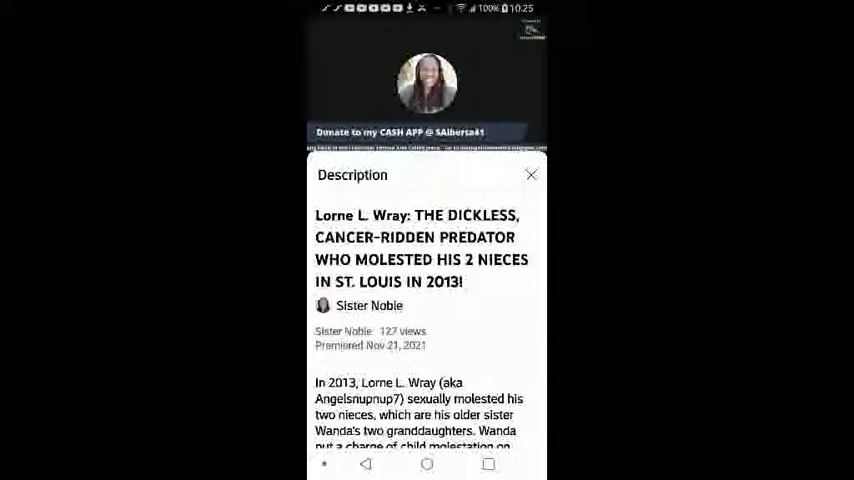 100% 10:25
Donate to my CASH APP @ SAlberta41
Description
Lorne L. Wray: THE DICKLESS,
CANCER-RIDDEN PREDATOR
WHO MOLESTED HIS 2 NIECES
IN ST. LOUIS IN 2013!
Sister Noble
Sister Noble 127 views
Premiered Nov 21, 2021
In 2013, Lorne L. Wray (aka
Angelsnupnup7) sexually molested his
two nieces, which are his older sister
Wanda's two granddaughters. Wanda
put a charge of child molestation on